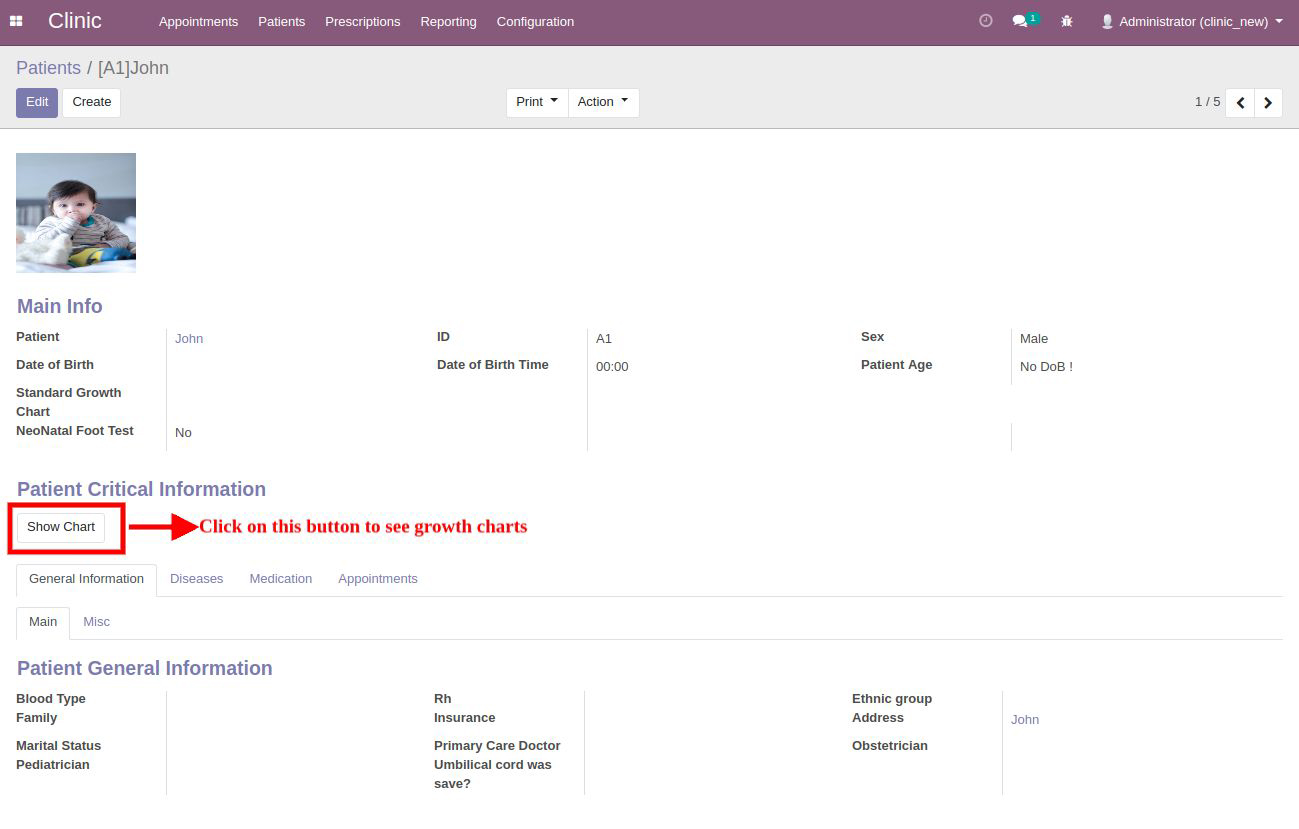 Clinic Appointments Patients Prescriptions Reporting Configuration 1 Administrator (clinic_new)
Patients / [A1]John
Edit Create Print Action 1 / 5
Main Info
Patient John ID A1 Sex Male
Date of Birth Date of Birth Time 00:00 Patient Age No DoB !
Standard Growth
Chart
NeoNatal Foot Test No
Patient Critical Information
Show Chart Click on this button to see growth charts
General Information Diseases Medication Appointments
Main Misc
Patient General Information
Blood Type Rh Ethnic group
Family Insurance Address John
Marital Status Primary Care Doctor Obstetrician
Pediatrician Umbilical cord was
save?